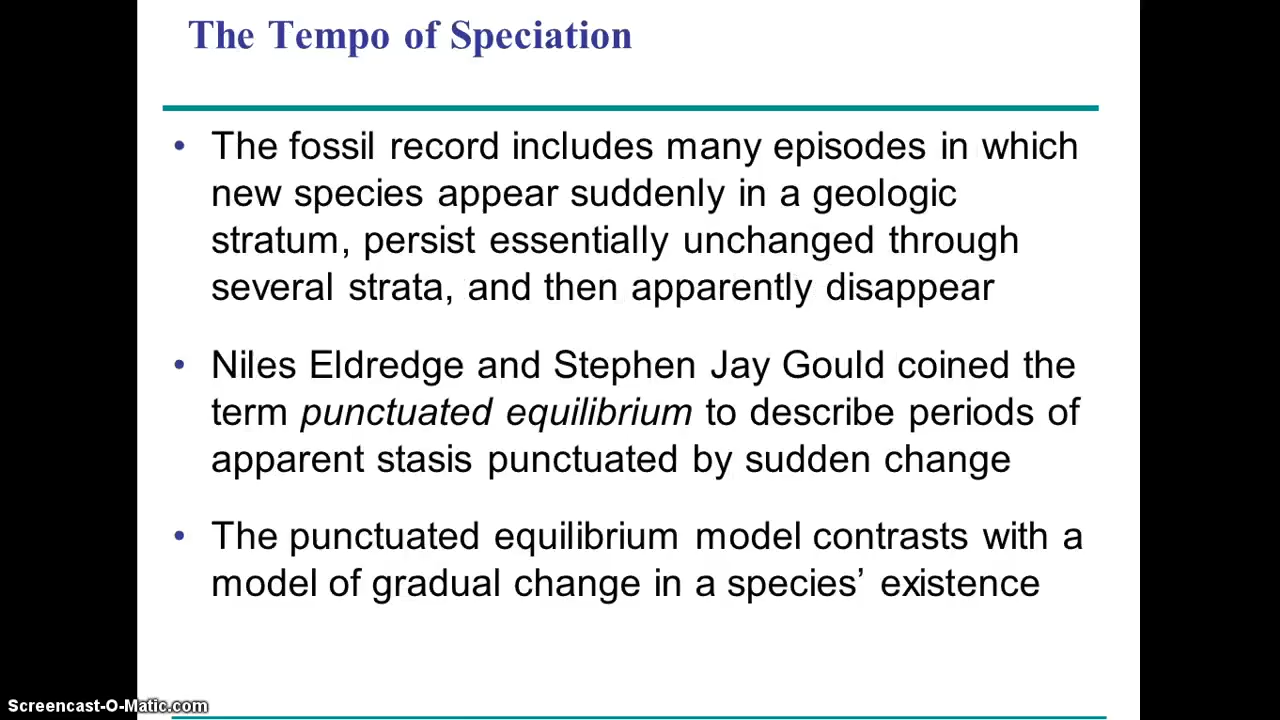 The Tempo of Speciation
• The fossil record includes many episodes in which
new species appear suddenly in a geologic
stratum, persist essentially unchanged through
several strata, and then apparently disappear
• Niles Eldredge and Stephen Jay Gould coined the
term punctuated equilibrium to describe periods of
apparent stasis punctuated by sudden change
• The punctuated equilibrium model contrasts with a
model of gradual change in a species’ existence
Screencast-O-Matic.com